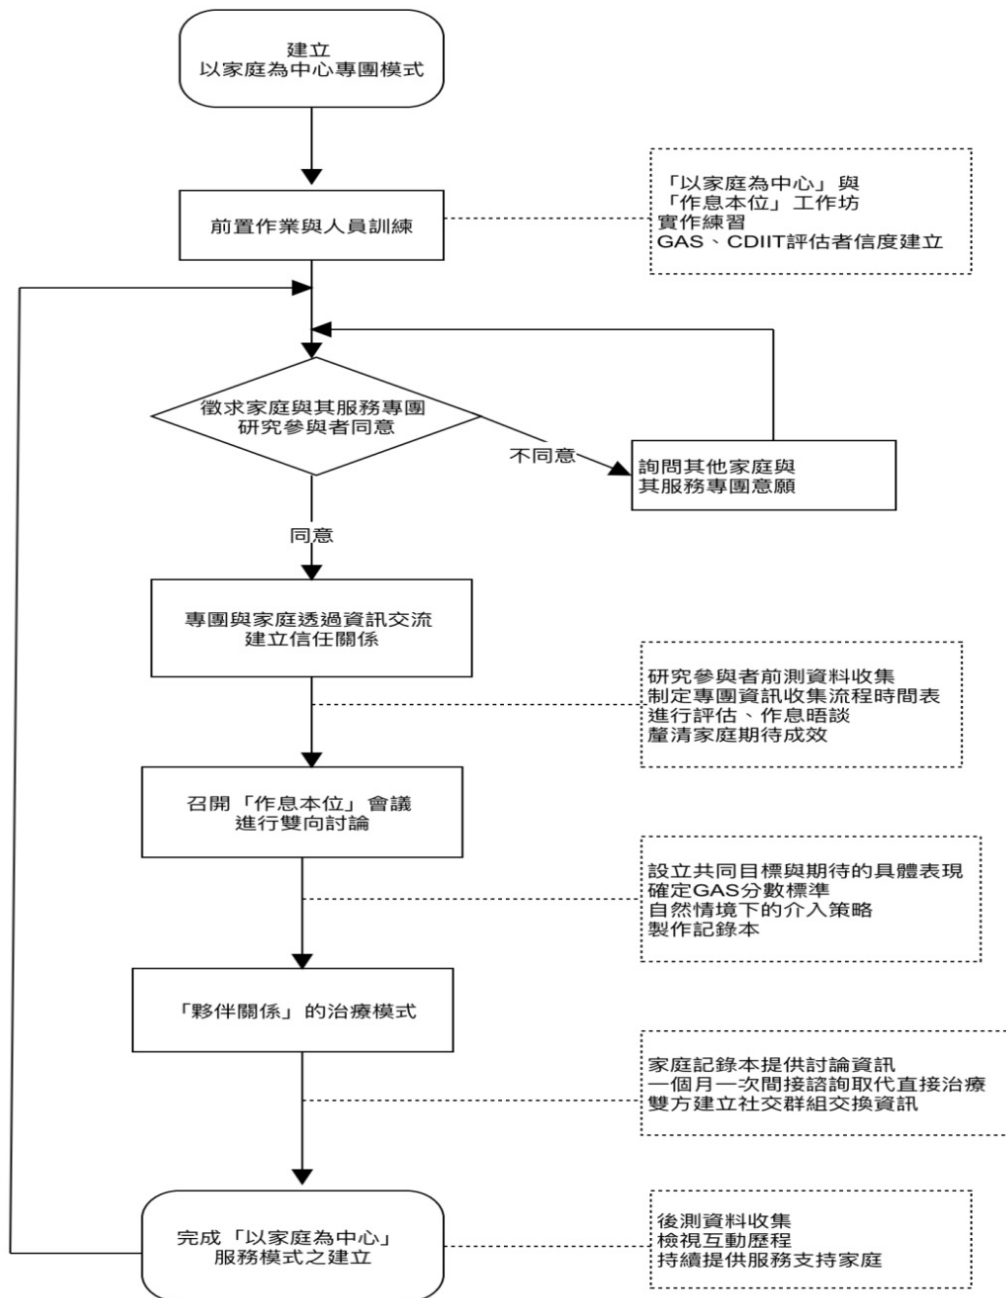 建立
以家庭為中心專團模式
前置作業與人員訓練
「以家庭為中心」與
「作息本位」工作坊
實作練習
GAS、CDIIT評估者信度建立
徵求家庭與其服務專團
研究參與者同意
不同意
詢問其他家庭與
其服務專團意願
同意
專團與家庭透過資訊交流
建立信任關係
研究參與者前測資料收集
制定專團資訊收集流程時間表
進行評估、作息晤談
釐清家庭期待成效
召開「作息本位」會議
進行雙向討論
設立共同目標與期待的具體表現
確定GAS分數標準
自然情境下的介入策略
製作記錄本
「夥伴關係」的治療模式
家庭記錄本提供討論資訊
一個月一次間接諮詢取代直接治療
雙方建立社交群組交換資訊
完成「以家庭為中心」
服務模式之建立
後測資料收集
檢視互動歷程
持續提供服務支持家庭